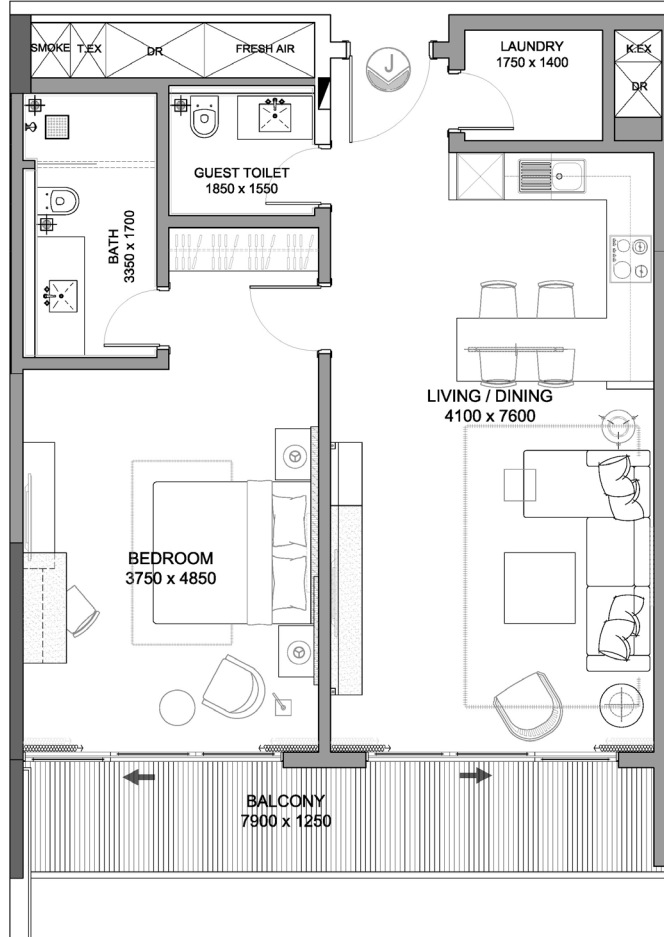 SMOKE
T.EX
DR
FRESH AIR
J
LAUNDRY
1750 x 1400
K.EX
DR
GUEST TOILET
1850 x 1550
BATH
3350 x 1700
LIVING / DINING
4100 x 7600
BEDROOM
3750 x 4850
BALCONY
7900 x 1250